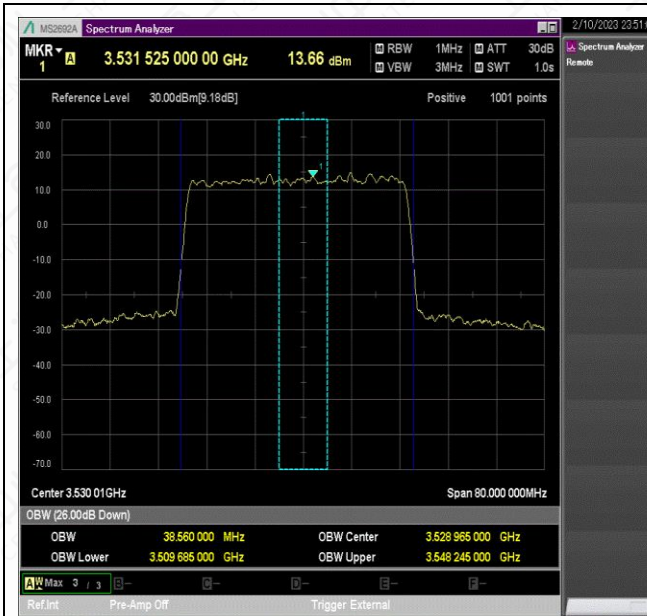 MS2692A Spectrum Analyzer
2/10/2023 23:51:
MKR 1 A 3.531 525 000 00 GHz 13.66 dBm
M RBW 1MHz M ATT 30dB
M VBW 3MHz M SWT 1.0s
Spectrum Analyzer
Remote
Reference Level 30.00dBm[9.18dB] Positive 1001 points
1
30.0
20.0
10.0
1
0.0
-10.0
-20.0
-30.0
-40.0
-50.0
-60.0
-70.0
Center 3.530 01GHz Span 80.000 000MHz
OBW (26.00dB Down)
OBW 38.560 000 MHz OBW Center 3.528 965 000 GHz
OBW Lower 3.509 685 000 GHz OBW Upper 3.548 245 000 GHz
A W Max 3 / 3 B- C- D- E- F-
Ref.Int Pre-Amp Off Trigger External